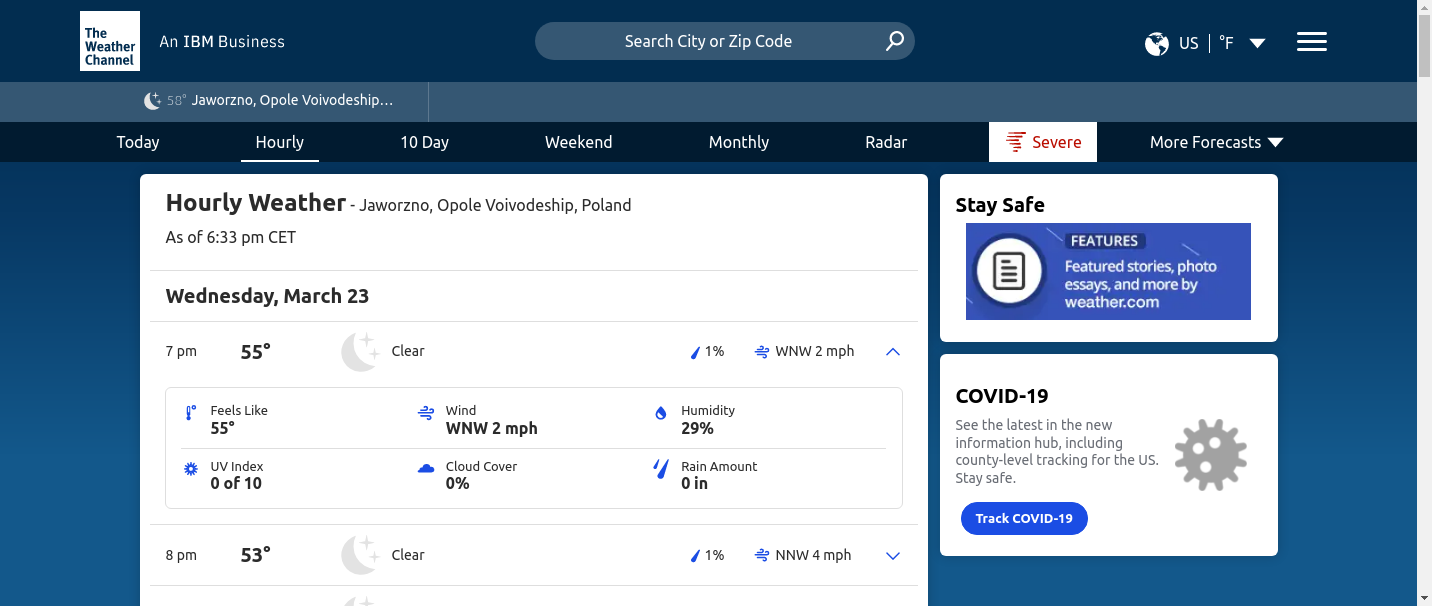 The
Weather
Channel
An IBM Business
Search City or Zip Code
US
°F
58° Jaworzno, Opole Voivodeship...
Today
Hourly
10 Day
Weekend
Monthly
Radar
Severe
More Forecasts
Hourly Weather - Jaworzno, Opole Voivodeship, Poland
As of 6:33 pm CET
Wednesday, March 23
7 pm 55° Clear 1% WNW 2 mph
Feels Like
55°
Wind
WNW 2 mph
Humidity
29%
UV Index
0 of 10
Cloud Cover
0%
Rain Amount
0 in
8 pm 53° Clear 1% NNW 4 mph
Stay Safe
FEATURES
Featured stories, photo
essays, and more by
weather.com
COVID-19
See the latest in the new
information hub, including
county-level tracking for the US.
Stay safe.
Track COVID-19